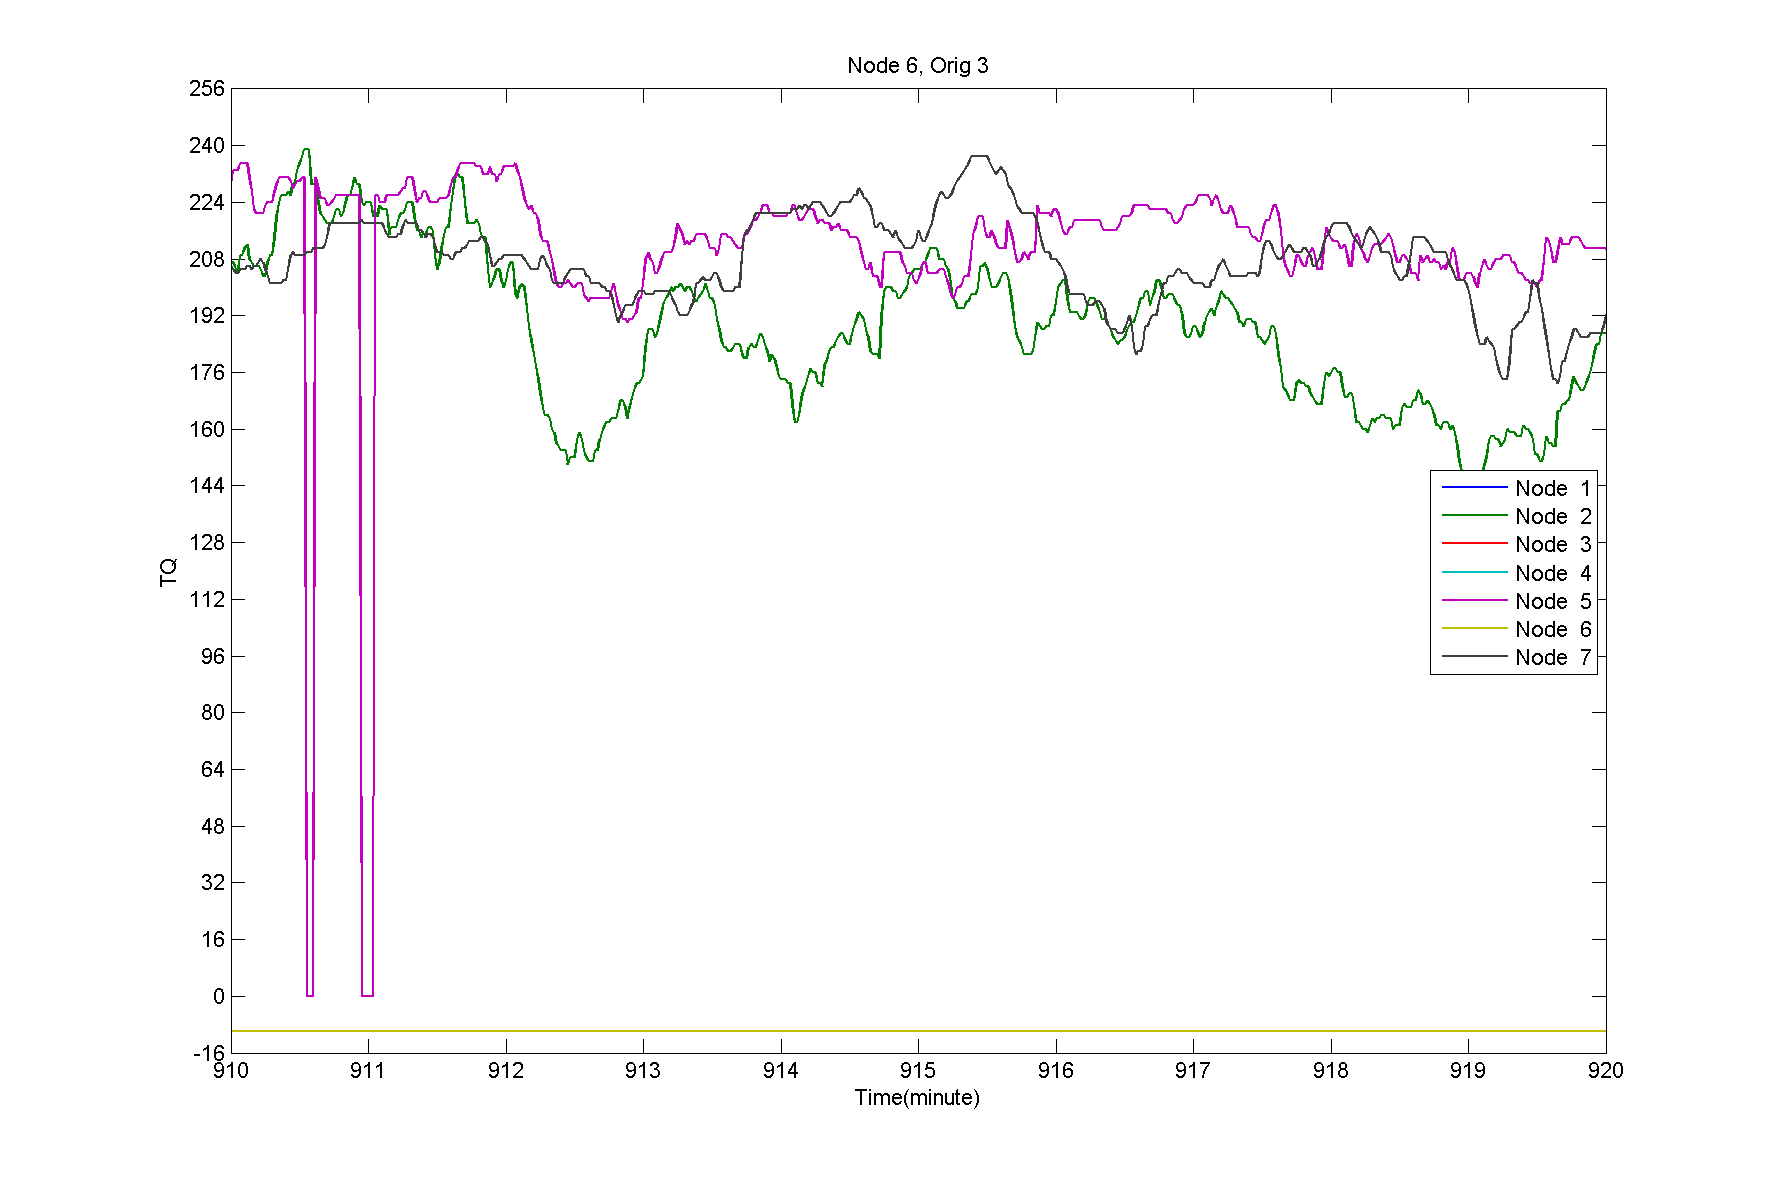 Node 6, Orig 3
256
240
224
208
192
176
160
144
128
112
96
80
64
48
32
16
0
-16
TQ
Node 1
Node 2
Node 3
Node 4
Node 5
Node 6
Node 7
910 911 912 913 914 915 916 917 918 919 920
Time(minute)